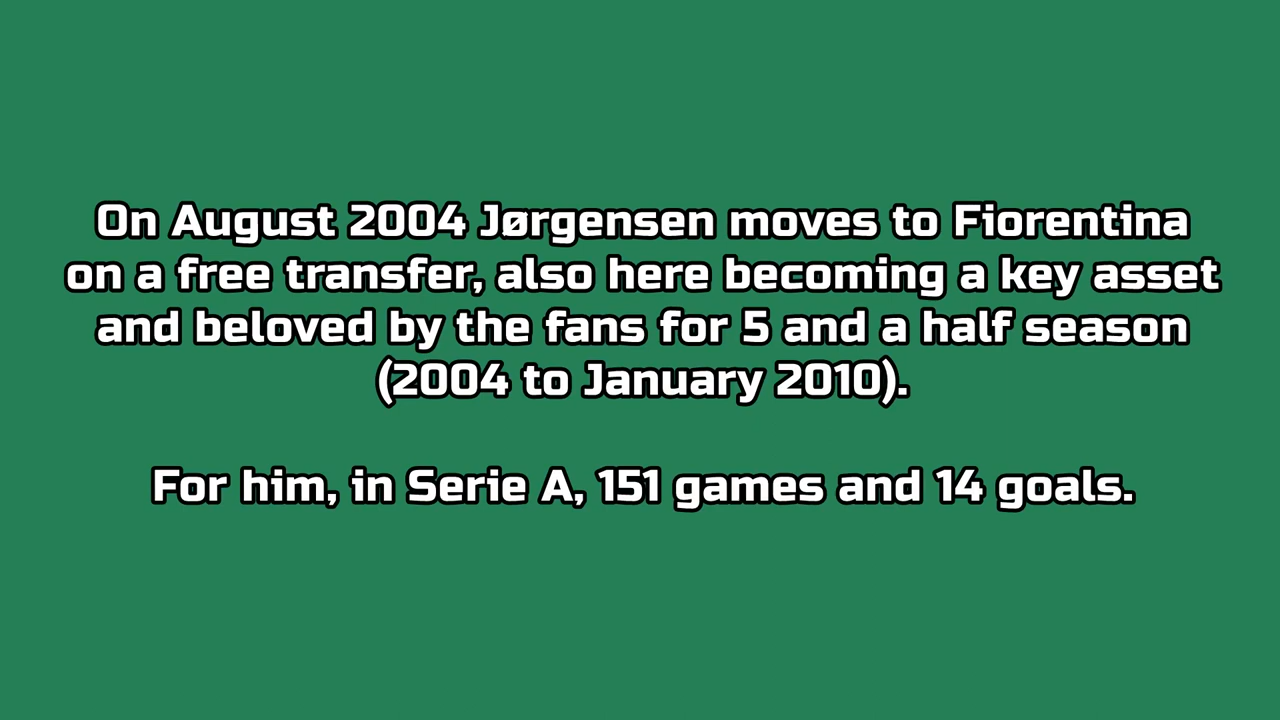 On August 2004 Jørgensen moves to Fiorentina
on a free transfer, also here becoming a key asset
and beloved by the fans for 5 and a half season
(2004 to January 2010).
For him, in Serie A, 151 games and 14 goals.